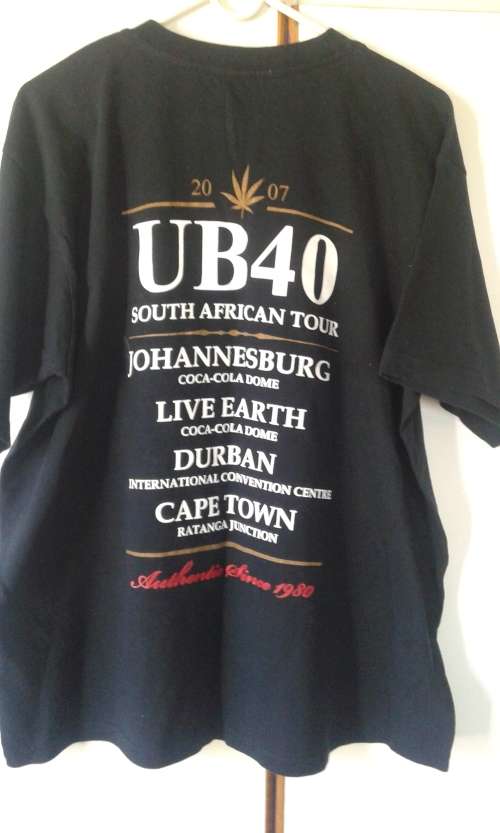 20 07
UB40
SOUTH AFRICAN TOUR
JOHANNESBURG
COCA-COLA DOME
LIVE EARTH
COCA-COLA DOME
DURBAN
INTERNATIONAL CONVENTION CENTRE
CAPE TOWN
RATANGA JUNCTION
Authentic Since 1980